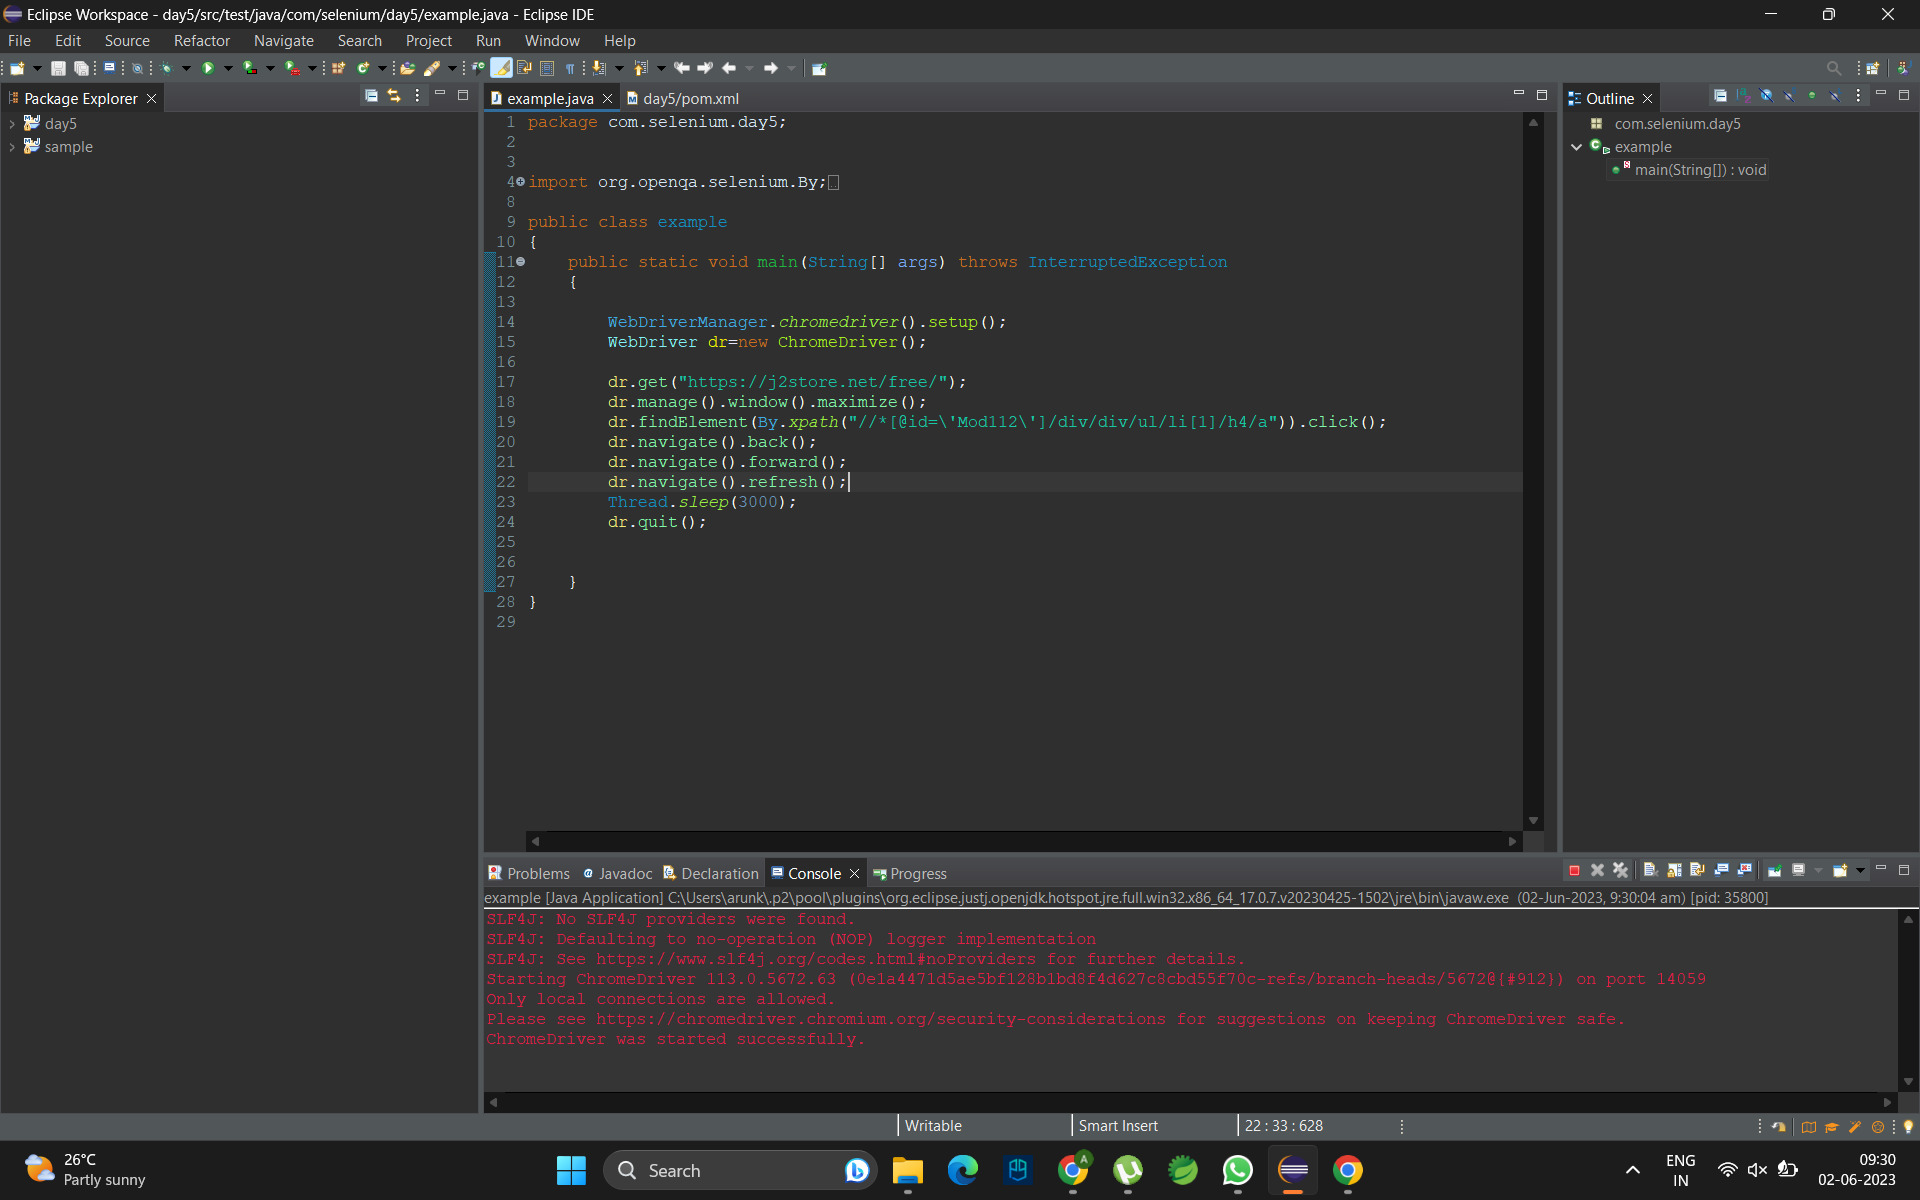 Eclipse Workspace - day5/src/test/java/com/selenium/day5/example.java - Eclipse IDE
File Edit Source Refactor Navigate Search Project Run Window Help
Package Explorer
day5
sample
example.java
day5/pom.xml
1 package com.selenium.day5;
2
3
4 import org.openqa.selenium.By;
8
9 public class example
10 {
11 public static void main(String[] args) throws InterruptedException
12 {
13
14 WebDriverManager.chromedriver().setup();
15 WebDriver dr=new ChromeDriver();
16
17 dr.get("https://j2store.net/free/");
18 dr.manage().window().maximize();
19 dr.findElement(By.xpath("//*[@id=\'Mod112\']/div/div/ul/li[1]/h4/a")).click();
20 dr.navigate().back();
21 dr.navigate().forward();
22 dr.navigate().refresh();
23 Thread.sleep(3000);
24 dr.quit();
25
26
27 }
28 }
29
Outline
com.selenium.day5
example
main(String[]) : void
Problems Javadoc Declaration Console Progress
example [Java Application] C:\Users\arunk\.p2\pool\plugins\org.eclipse.justj.openjdk.hotspot.jre.full.win32.x86_64_17.0.7.v20230425-1502\jre\bin\javaw.exe (02-Jun-2023, 9:30:04 am) [pid: 35800]
SLF4J: No SLF4J providers were found.
SLF4J: Defaulting to no-operation (NOP) logger implementation
SLF4J: See https://www.slf4j.org/codes.html#noProviders for further details.
Starting ChromeDriver 113.0.5672.63 (0e1a4471d5ae5bf128b1bd8f4d627c8cbd55f70c-refs/branch-heads/5672@{#912}) on port 14059
Only local connections are allowed.
Please see https://chromedriver.chromium.org/security-considerations for suggestions on keeping ChromeDriver safe.
ChromeDriver was started successfully.
Writable
Smart Insert
22 : 33 : 628
26°C
Partly sunny
Search
ENG
IN
09:30
02-06-2023